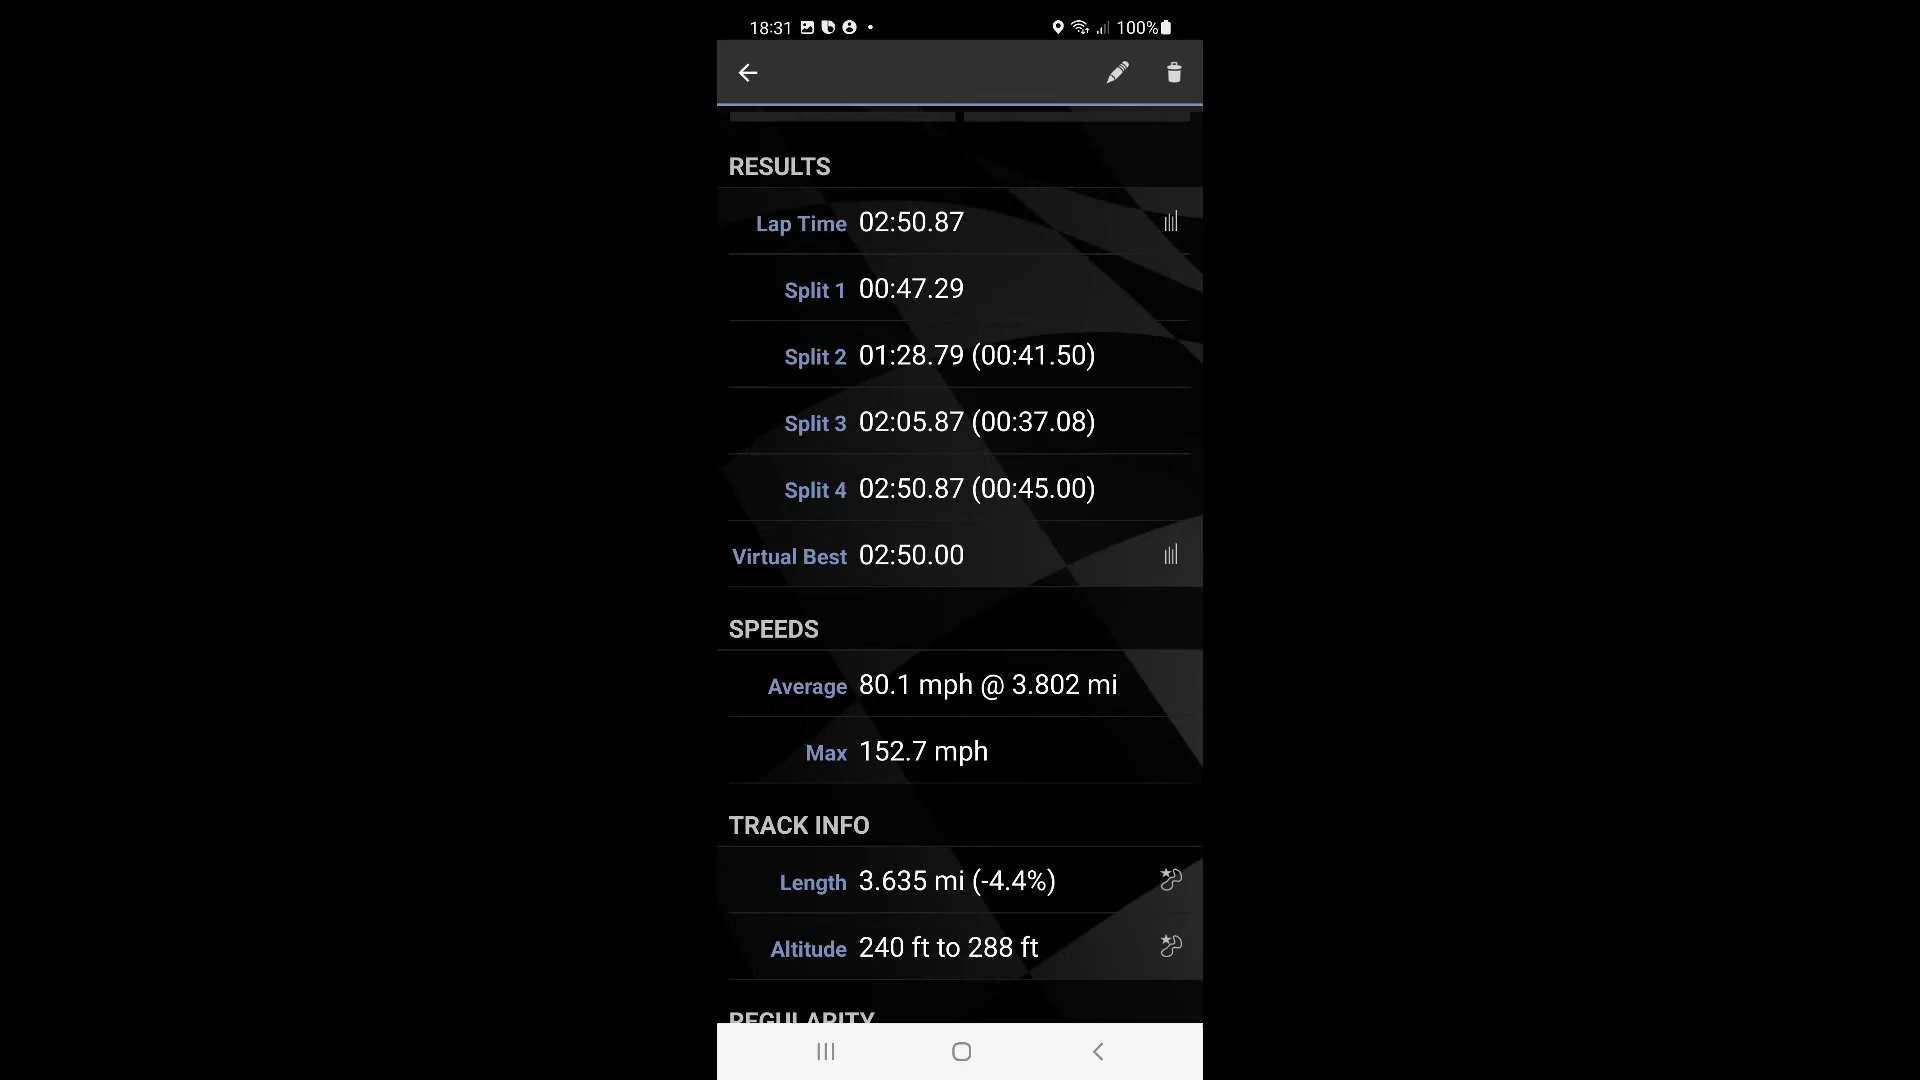 18:31 100%
RESULTS
Lap Time 02:50.87
Split 1 00:47.29
Split 2 01:28.79 (00:41.50)
Split 3 02:05.87 (00:37.08)
Split 4 02:50.87 (00:45.00)
Virtual Best 02:50.00
SPEEDS
Average 80.1 mph @ 3.802 mi
Max 152.7 mph
TRACK INFO
Length 3.635 mi (-4.4%)
Altitude 240 ft to 288 ft
REGULARITY